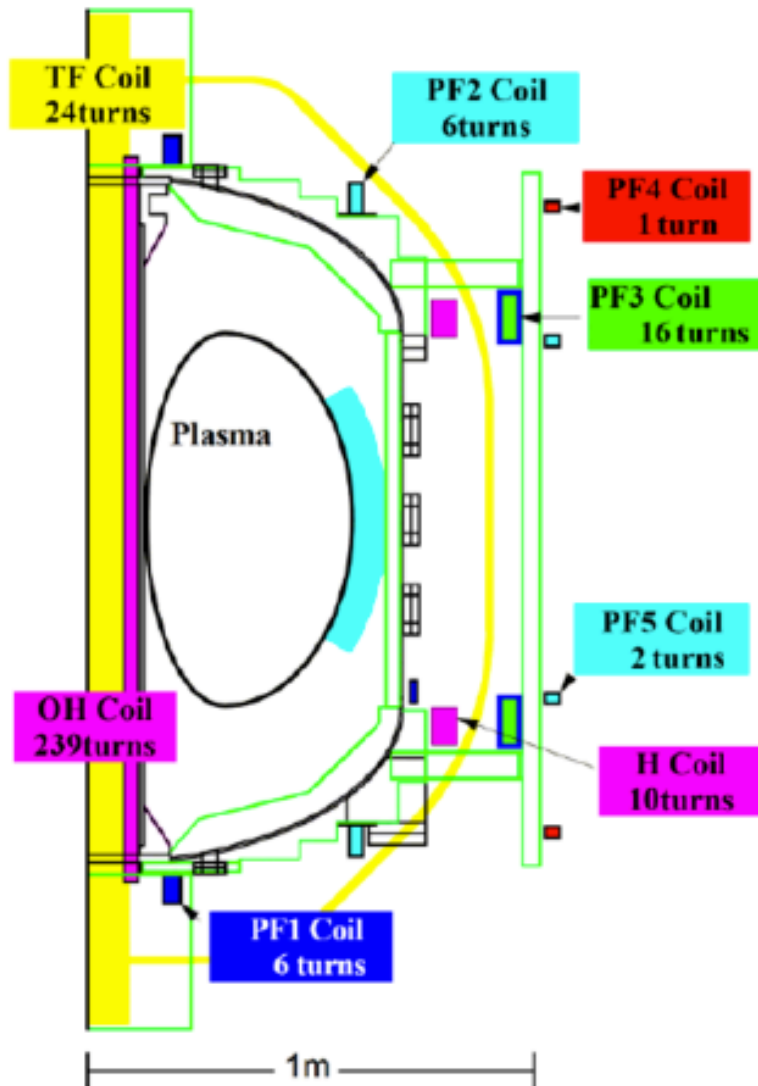 TF Coil
24turns
PF2 Coil
6turns
PF4 Coil
1 turn
PF3 Coil
16 turns
Plasma
PF5 Coil
2 turns
OH Coil
239turns
H Coil
10turns
PF1 Coil
6 turns
1m